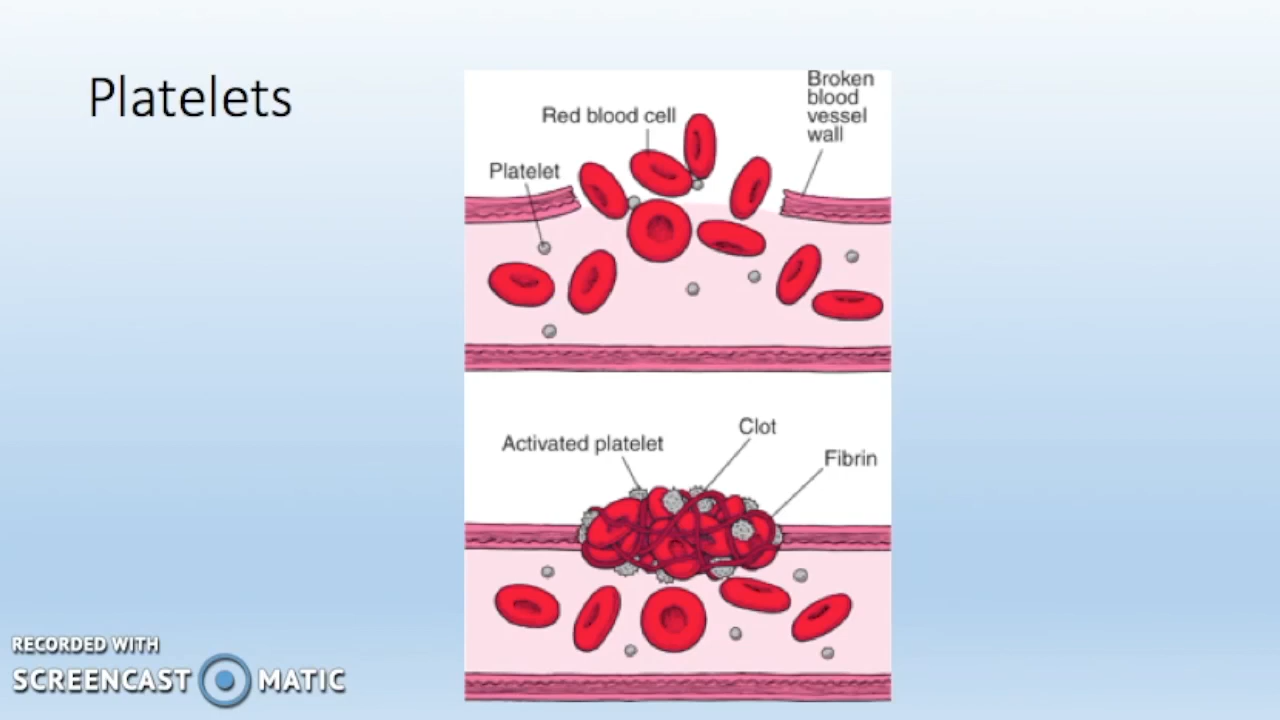 Platelets
Broken
blood
vessel
wall
Red blood cell
Platelet
Clot
Activated platelet
Fibrin
RECORDED WITH
SCREENCAST MATIC